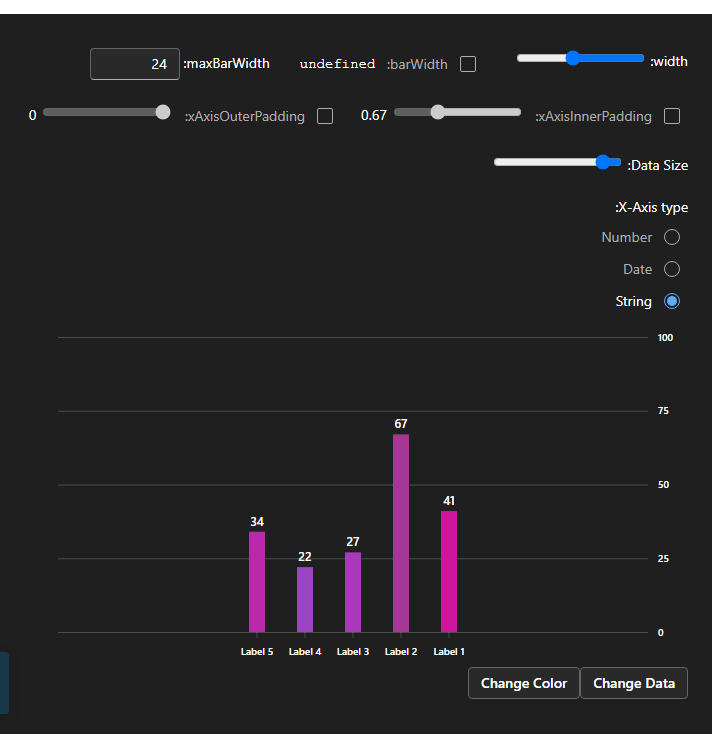 width:
barWidth: undefined
maxBarWidth: 24
xAxisInnerPadding: 0.67
xAxisOuterPadding: 0
Data Size:
X-Axis type:
Number
Date
String
100
75
67
50
41
34
27
25
22
0
Label 5 Label 4 Label 3 Label 2 Label 1
Change Color Change Data